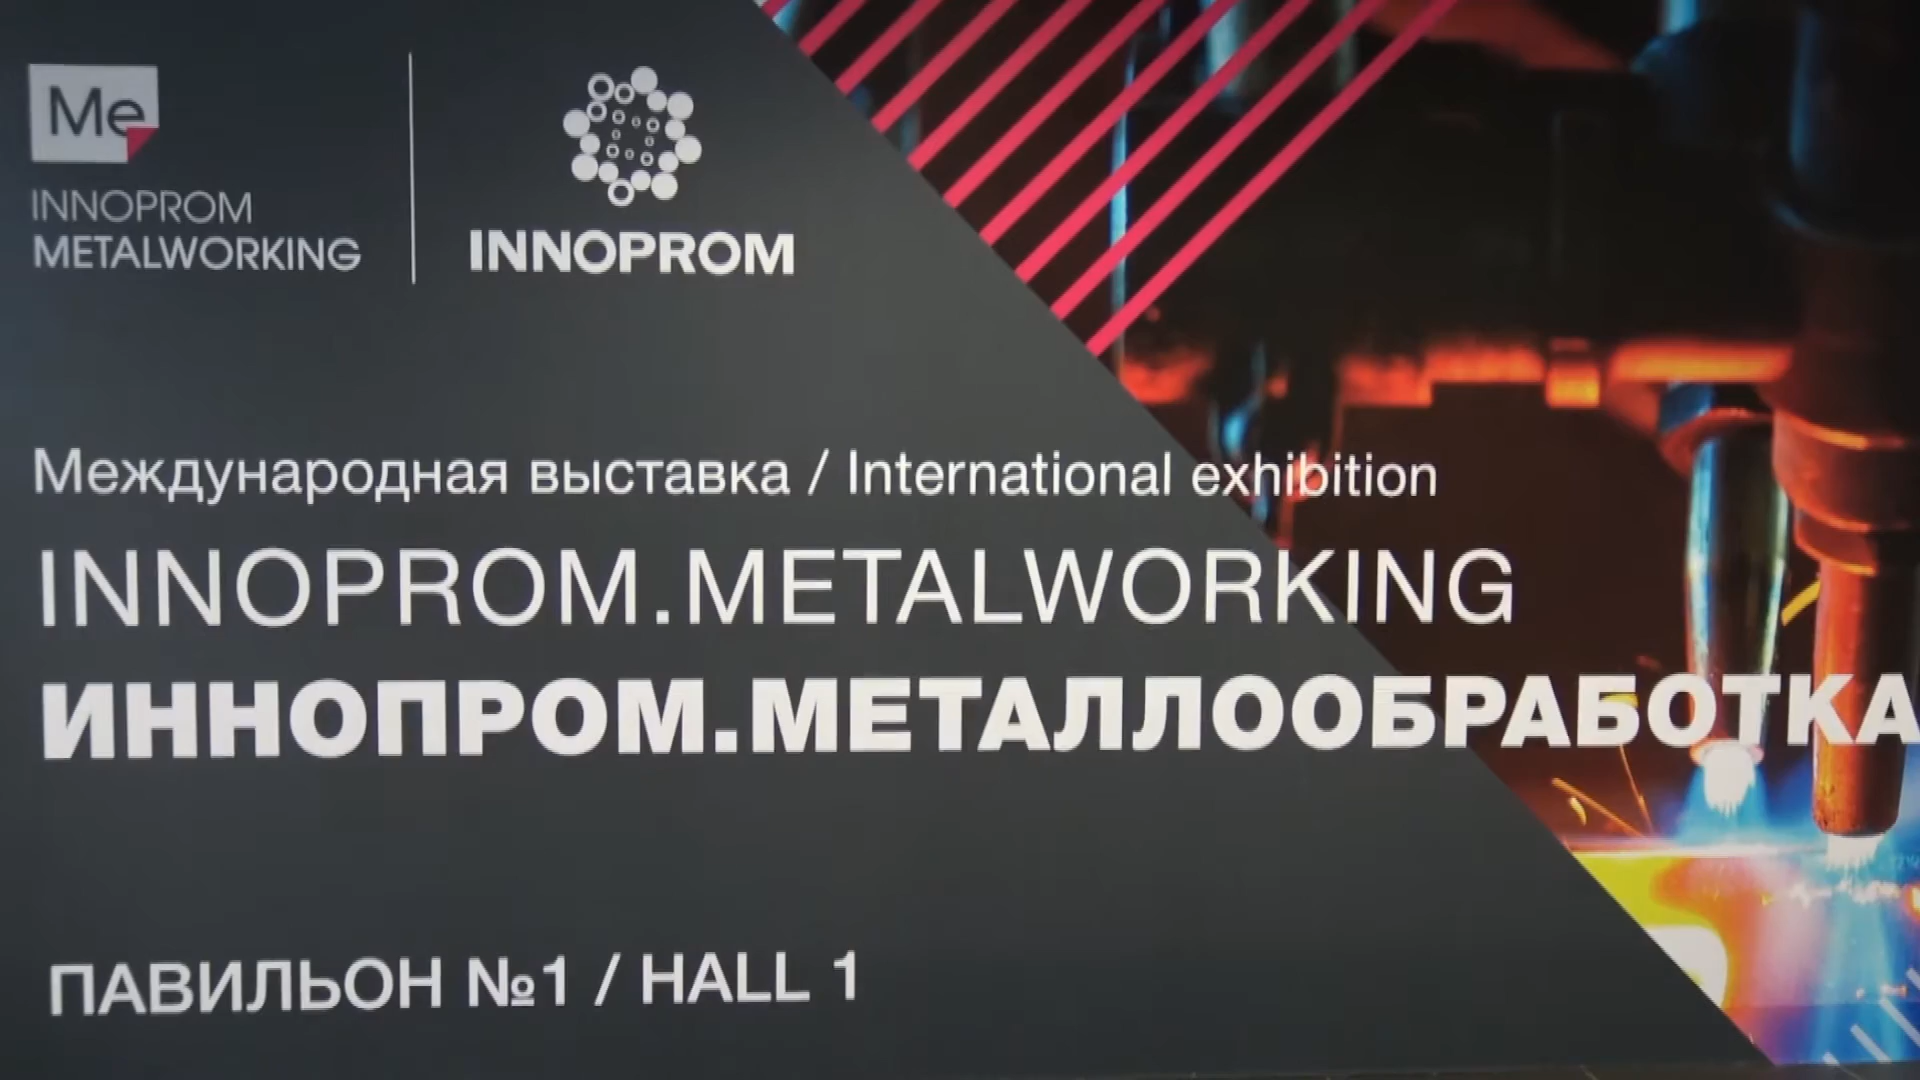 Me
INNOPROM
METALWORKING
INNOPROM
Международная выставка / International exhibition
INNOPROM.METALWORKING
ИННОПРОМ.МЕТАЛЛООБРАБОТКА
ПАВИЛЬОН №1 / HALL 1